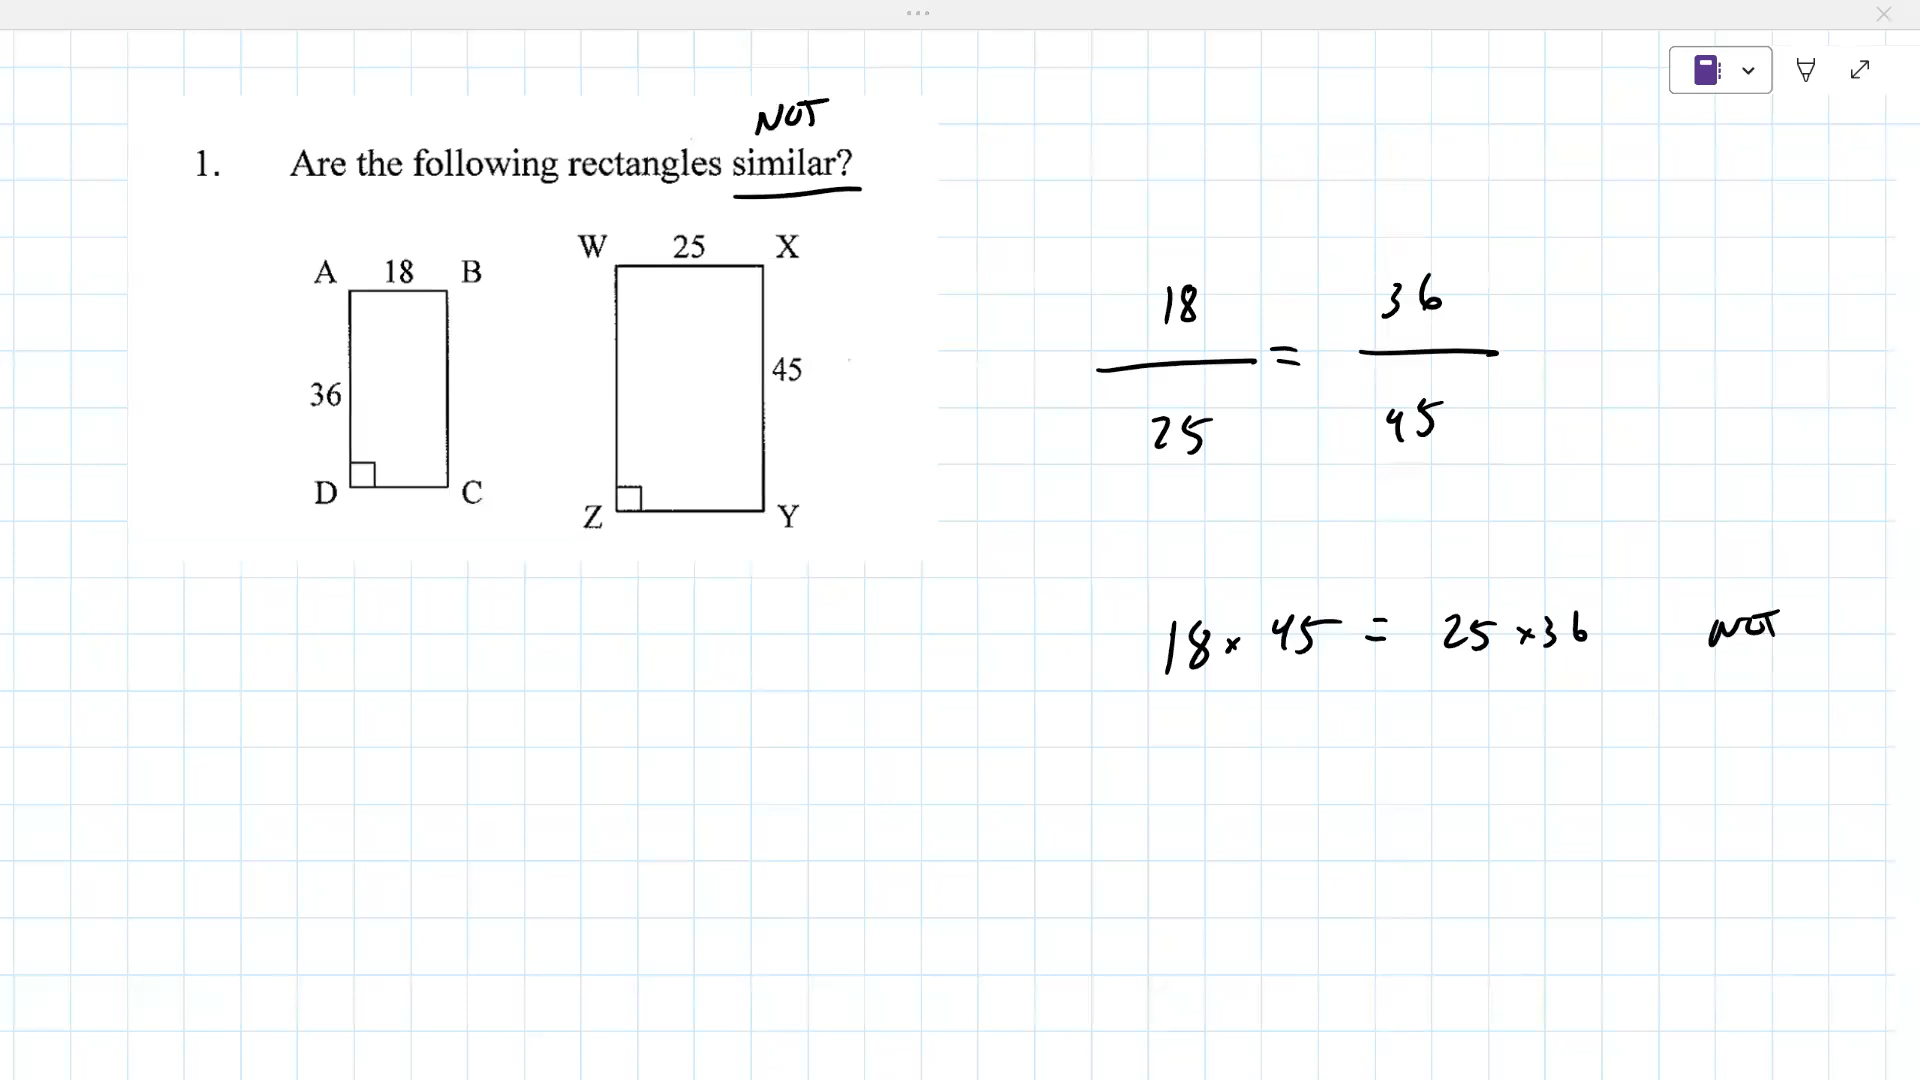 NOT
1. Are the following rectangles similar?
W 25 X
A 18 B
45
36
D C
Z Y
18 = 36
25 45
18 × 45 = 25 × 36 NOT